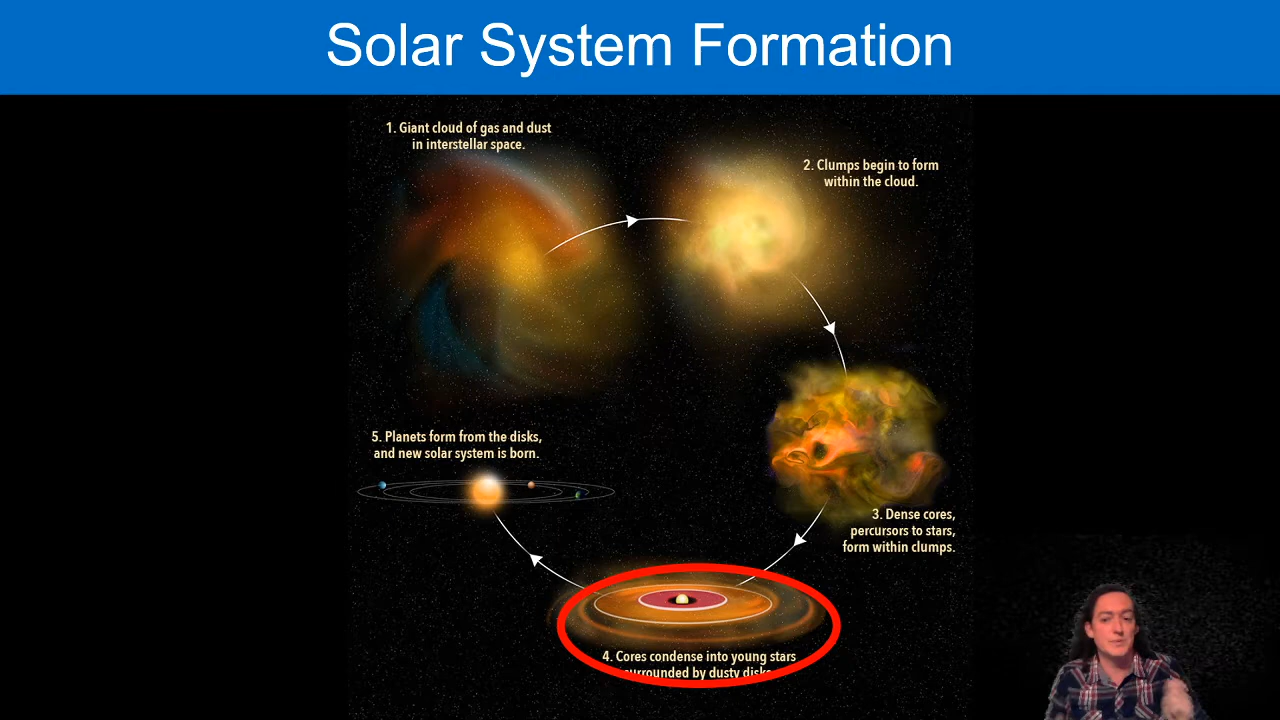 Solar System Formation
1. Giant cloud of gas and dust
in interstellar space.
2. Clumps begin to form
within the cloud.
3. Dense cores,
percursors to stars,
form within clumps.
4. Cores condense into young stars
surrounded by dusty disks
5. Planets form from the disks,
and new solar system is born.